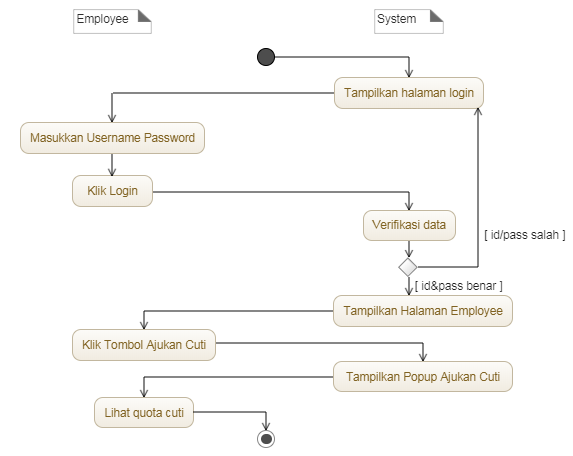 Employee
System
Tampilkan halaman login
Masukkan Username Password
Klik Login
Verifikasi data
[ id/pass salah ]
[ id&pass benar ]
Tampilkan Halaman Employee
Klik Tombol Ajukan Cuti
Tampilkan Popup Ajukan Cuti
Lihat quota cuti